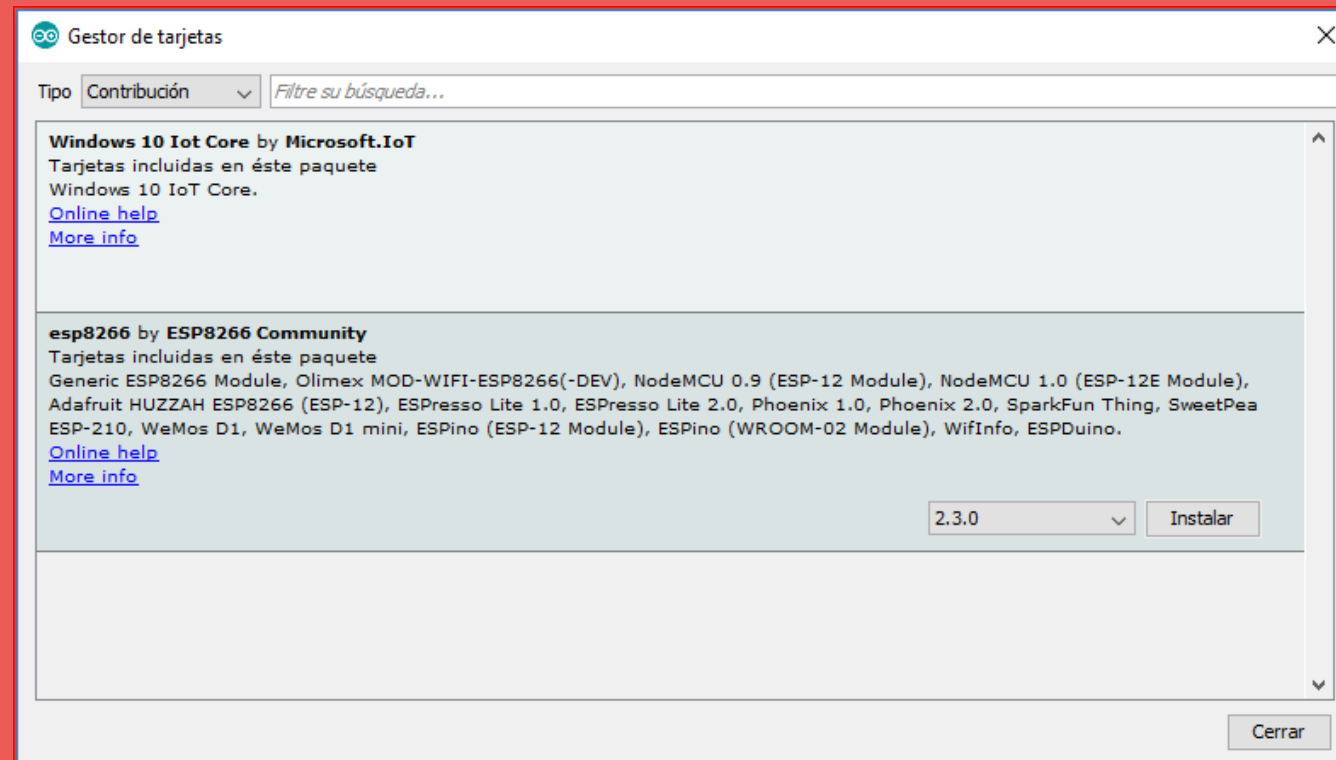 Gestor de tarjetas
Tipo Contribución Filtre su búsqueda...
Windows 10 Iot Core by Microsoft.IoT
Tarjetas incluidas en éste paquete
Windows 10 IoT Core.
Online help
More info
esp8266 by ESP8266 Community
Tarjetas incluidas en éste paquete
Generic ESP8266 Module, Olimex MOD-WIFI-ESP8266(-DEV), NodeMCU 0.9 (ESP-12 Module), NodeMCU 1.0 (ESP-12E Module),
Adafruit HUZZAH ESP8266 (ESP-12), ESPresso Lite 1.0, ESPresso Lite 2.0, Phoenix 1.0, Phoenix 2.0, SparkFun Thing, SweetPea
ESP-210, WeMos D1, WeMos D1 mini, ESPino (ESP-12 Module), ESPino (WROOM-02 Module), WifInfo, ESPDuino.
Online help
More info
2.3.0 Instalar
Cerrar